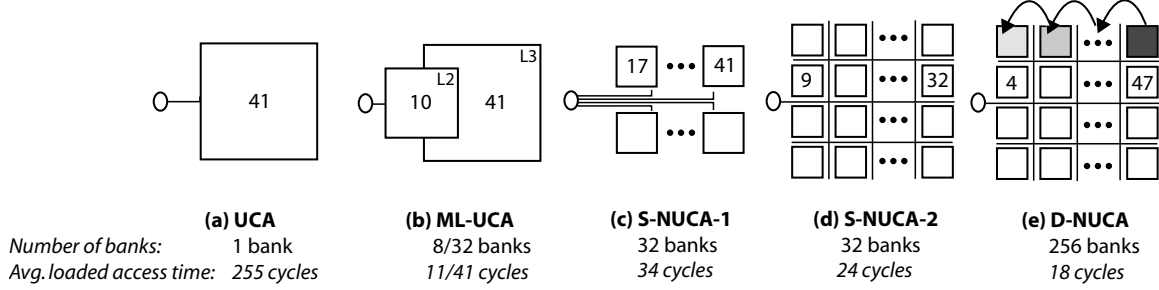 41
L2
L3
10
41
17 ••• 41
•••
•••
9 32
•••
•••
•••
4 47
•••
•••
(a) UCA (b) ML-UCA (c) S-NUCA-1 (d) S-NUCA-2 (e) D-NUCA
Number of banks: 1 bank 8/32 banks 32 banks 32 banks 256 banks
Avg. loaded access time: 255 cycles 11/41 cycles 34 cycles 24 cycles 18 cycles